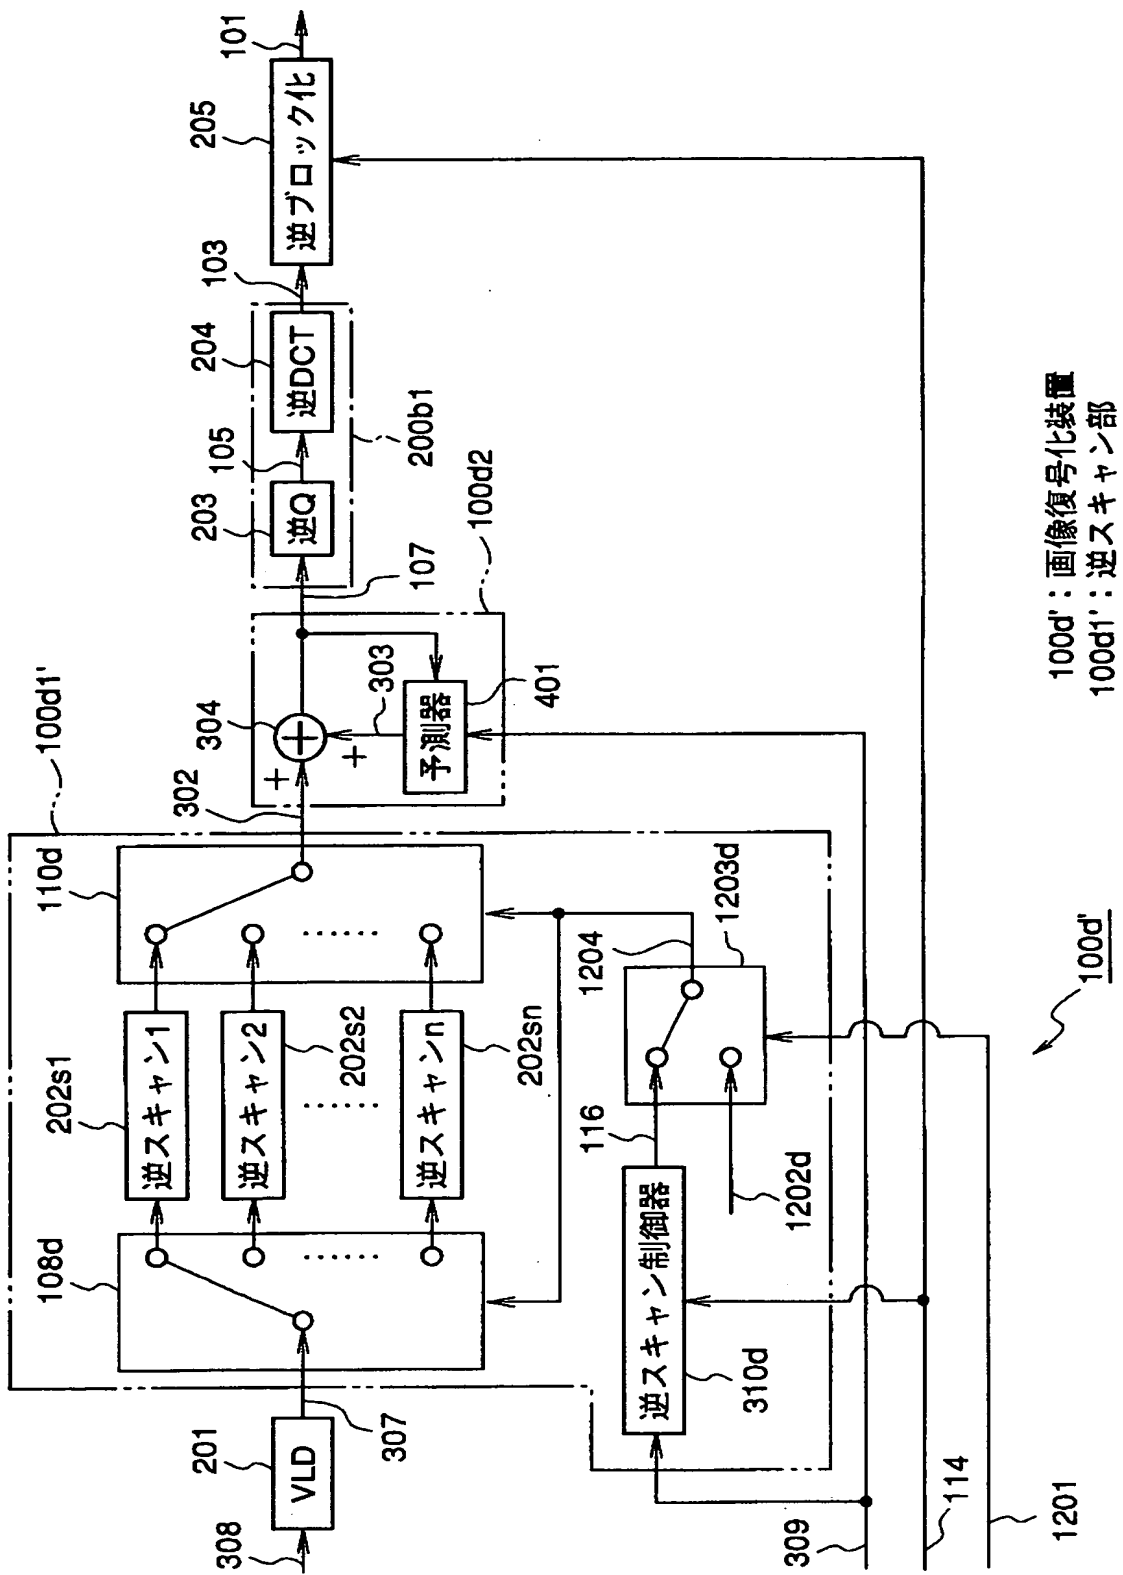 308
201
VLD
307
108d
202s1
逆スキャン1
逆スキャン2
202s2
逆スキャンn
202sn
110d
100d1'
302
304
+
+
+
303
予測器
401
100d2
107
203
逆Q
105
204
逆DCT
200b1
103
205
逆ブロック化
101
逆スキャン制御器
310d
116
1202d
1204
1203d
309
114
1201
100d'
100d'：画像復号化装置
100d1'：逆スキャン部